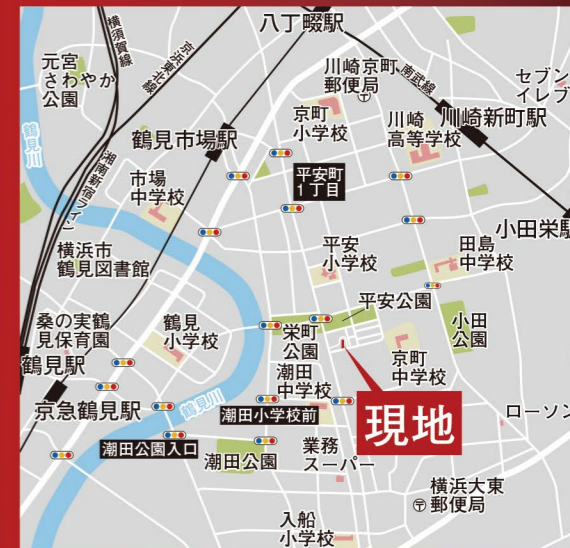 八丁畷駅
横須賀線
京浜東北線
元宮
さわやか
公園
川崎京町
郵便局
南武線
セブン
イレブ
京町
小学校
川崎
高等学校
川崎新町駅
鶴見市場駅
鶴見川
湘南新宿ライン
市場
中学校
平安町
1丁目
小田栄駅
横浜市
鶴見図書館
平安
小学校
田島
中学校
平安公園
桑の実鶴
見保育園
鶴見
小学校
栄町
公園
小田
公園
鶴見駅
京町
中学校
潮田
中学校
京急鶴見駅
鶴見川
潮田小学校前
現地
ローソン
潮田公園入口
潮田公園
業務
スーパー
横浜大東
郵便局
入船
小学校